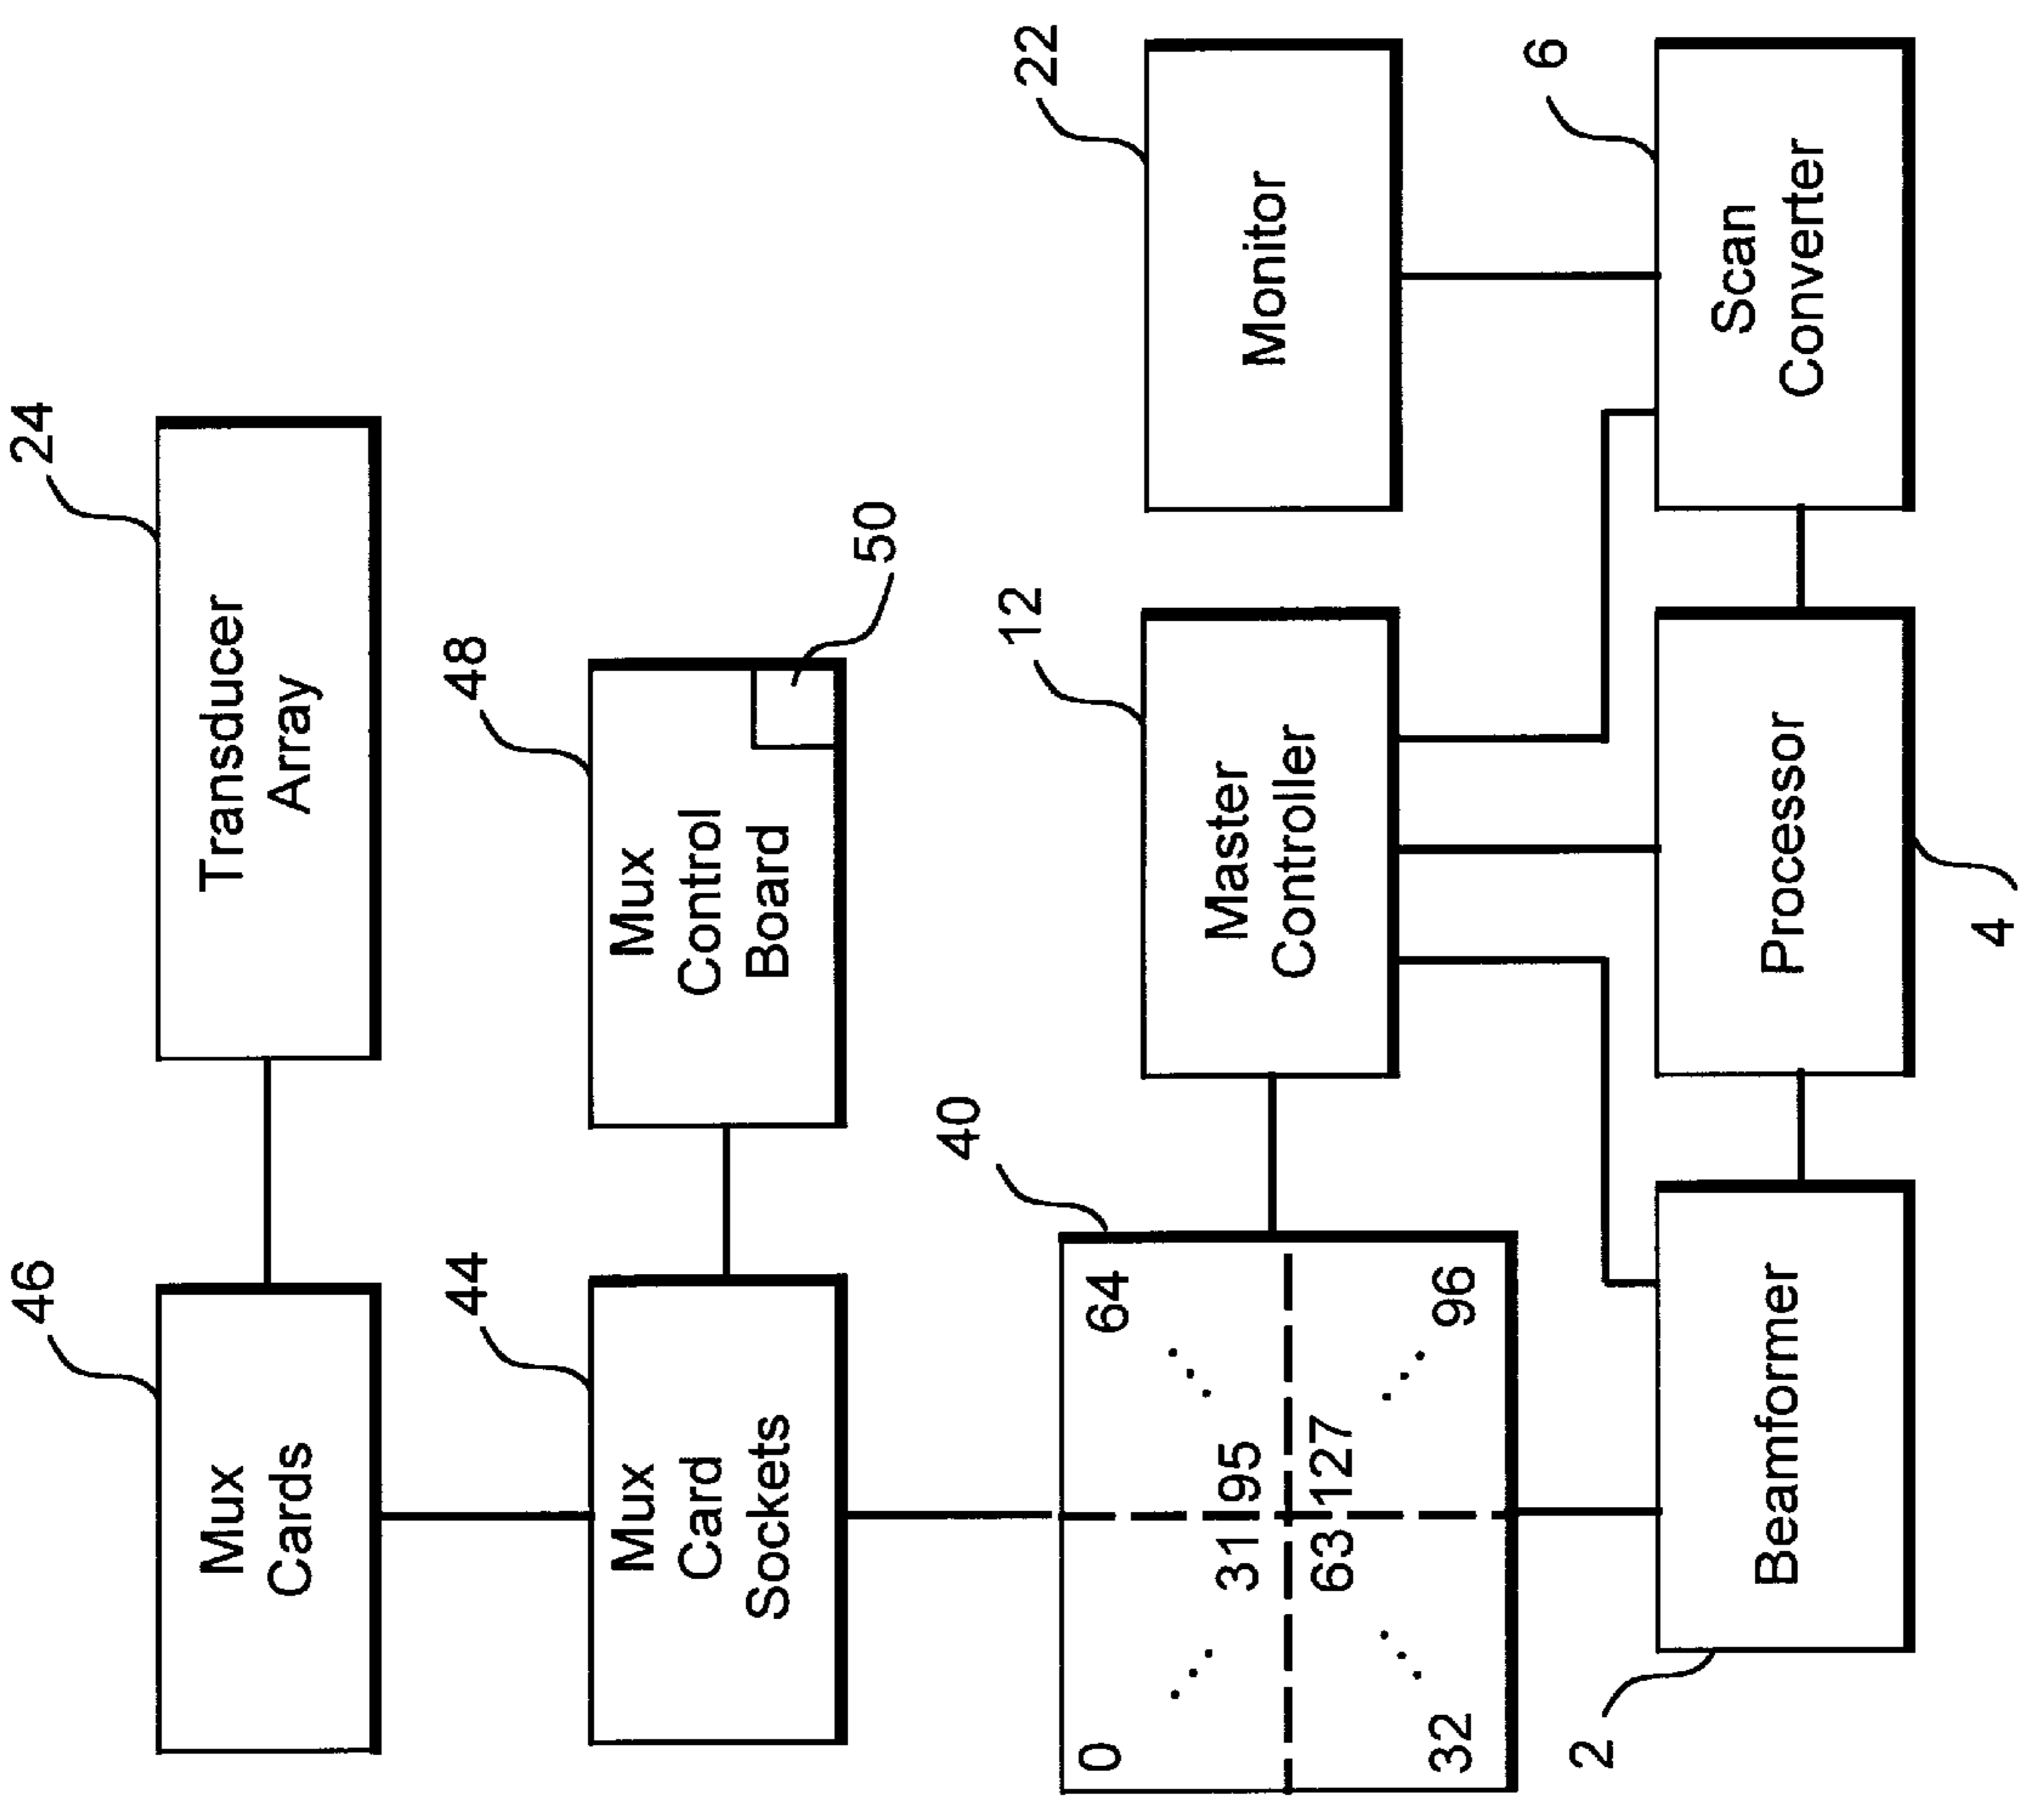 46
24
Mux
Cards
Transducer
Array
44
48
Mux
Card
Sockets
Mux
Control
Board
50
40
12
22
0
64
31
95
63
127
32
96
Master
Controller
Monitor
6
2
Beamformer
Processor
4
Scan
Converter